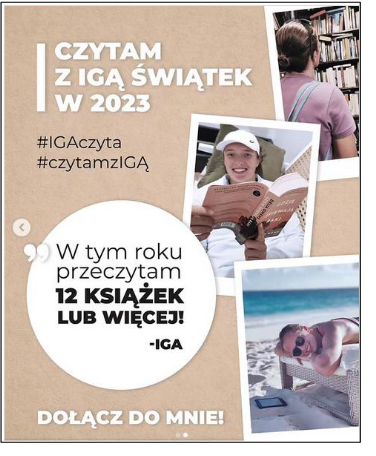 CZYTAM
Z IGĄ ŚWIĄTEK
W 2023
#IGAczyta
#czytamzIGĄ
W tym roku
przeczytam
12 KSIĄŻEK
LUB WIĘCEJ!
-IGA
DOŁĄCZ DO MNIE!